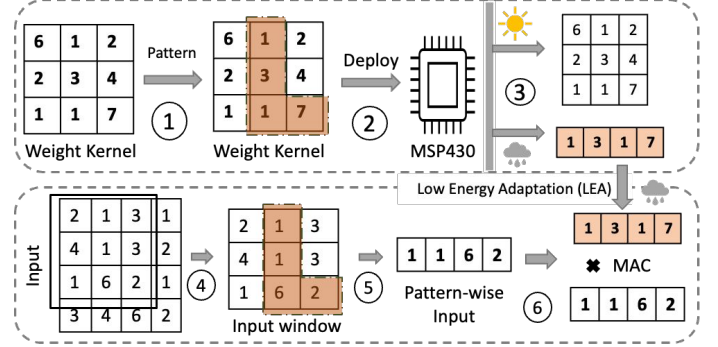 6 1 2
2 3 4
1 1 7
Weight Kernel
Pattern
1
6 1 2
2 3 4
1 1 7
Weight Kernel
Deploy
2
MSP430
3
6 1 2
2 3 4
1 1 7
1 3 1 7
Low Energy Adaptation (LEA)
Input
2 1 3 1
4 1 3 2
1 6 2 1
3 4 6 2
4
2 1 3
4 1 3
1 6 2
Input window
5
1 1 6 2
Pattern-wise
Input
6
1 3 1 7
✖ MAC
1 1 6 2